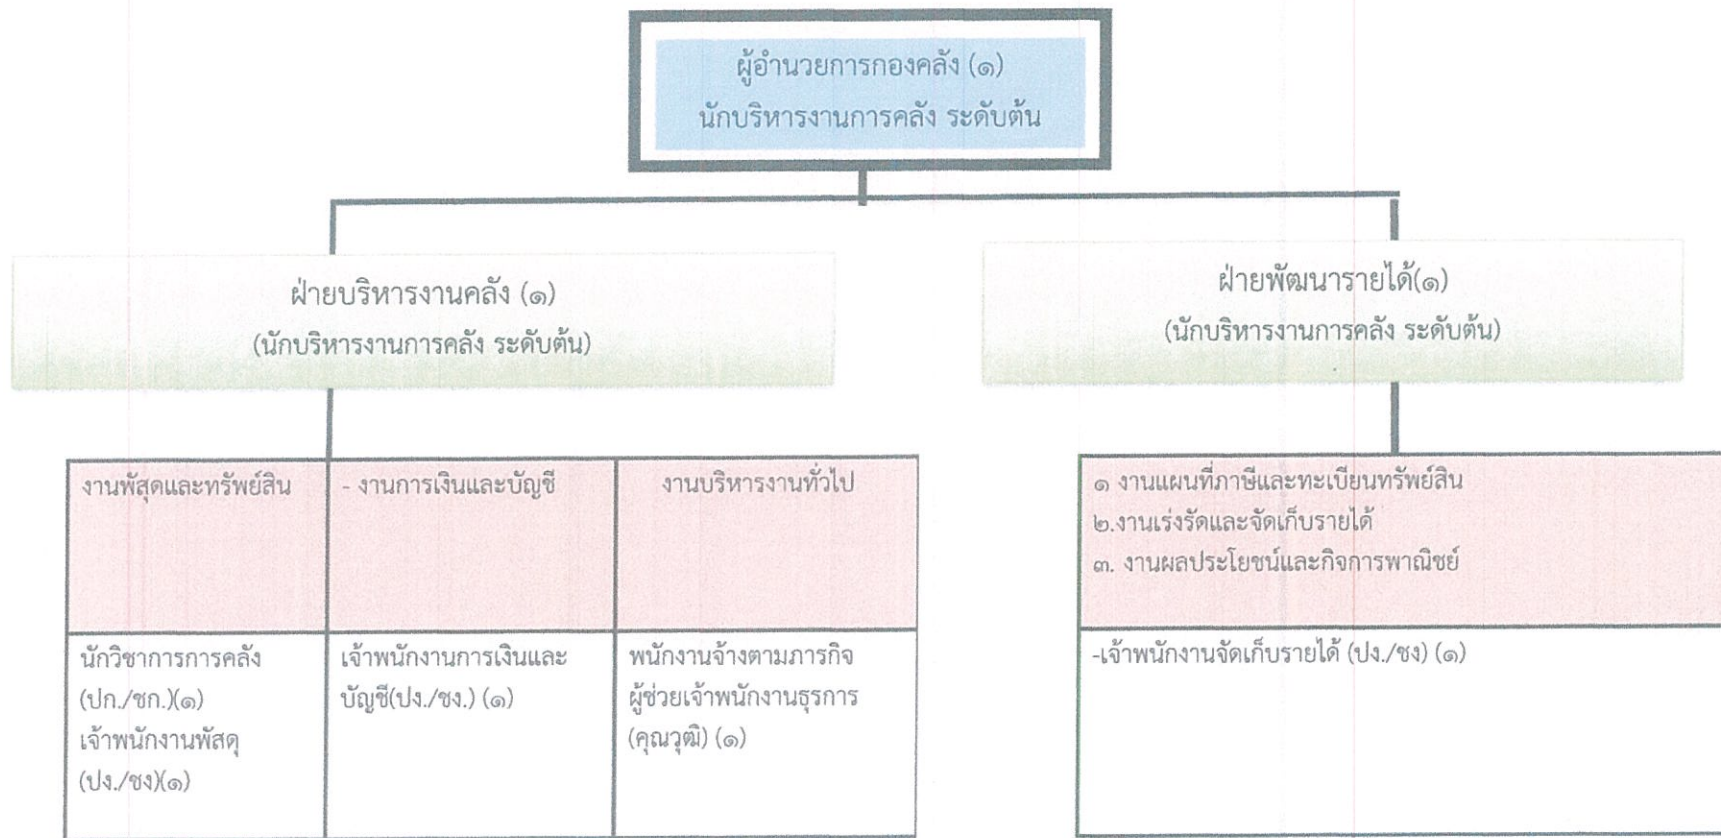 ผู้อำนวยการกองคลัง (๑)
นักบริหารงานการคลัง ระดับต้น
ฝ่ายบริหารงานคลัง (๑)
(นักบริหารงานการคลัง ระดับต้น)
ฝ่ายพัฒนารายได้(๑)
(นักบริหารงานการคลัง ระดับต้น)
งานพัสุดและทรัพย์สิน
- งานการเงินและบัญชี
งานบริหารงานทั่วไป
นักวิชาการการคลัง
(ปก./ชก.)(๑)
เจ้าพนักงานพัสดุ
(ปง./ชง)(๑)
เจ้าพนักงานการเงินและ
บัญชี(ปง./ชง.) (๑)
พนักงานจ้างตามภารกิจ
ผู้ช่วยเจ้าพนักงานธุรการ
(คุณวุฒิ) (๑)
๑ งานแผนที่ภาษีและทะเบียนทรัพย์สิน
๒.งานเร่งรัดและจัดเก็บรายได้
๓. งานผลประโยชน์และกิจการพาณิชย์
-เจ้าพนักงานจัดเก็บรายได้ (ปง./ชง) (๑)